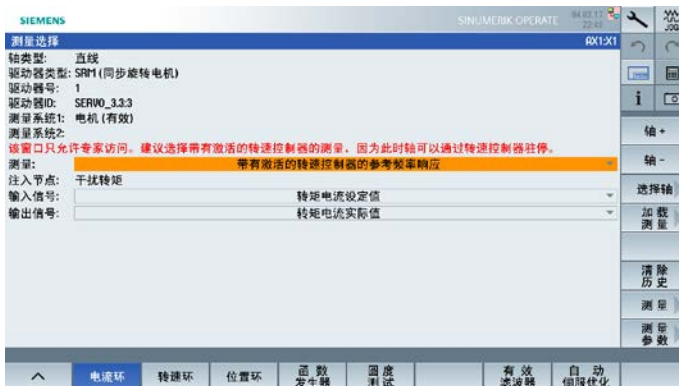 SIEMENS
SINUMERIK OPERATE
22:43
JOG
测量选择
AX1:X1
轴类型: 直线
驱动器类型: SRM (同步旋转电机)
驱动器号: 1
驱动器ID: SERVO_3.3:3
测量系统1: 电机 (有效)
测量系统2:
该窗口只允许专家访问。建议选择带有激活的转速控制器的测量，因为此时轴可以通过转速控制器驻停。
测量: 带有激活的转速控制器的参考频率响应
注入节点: 干扰转矩
输入信号: 转矩电流设定值
输出信号: 转矩电流实际值
轴 +
轴 -
选择轴
加 载
测 量
清 除
历 史
测 量
测 量
参 数
电流环
转速环
位置环
函 数
发生器
圆 度
测 试
有 效
滤波器
自 动
伺服优化